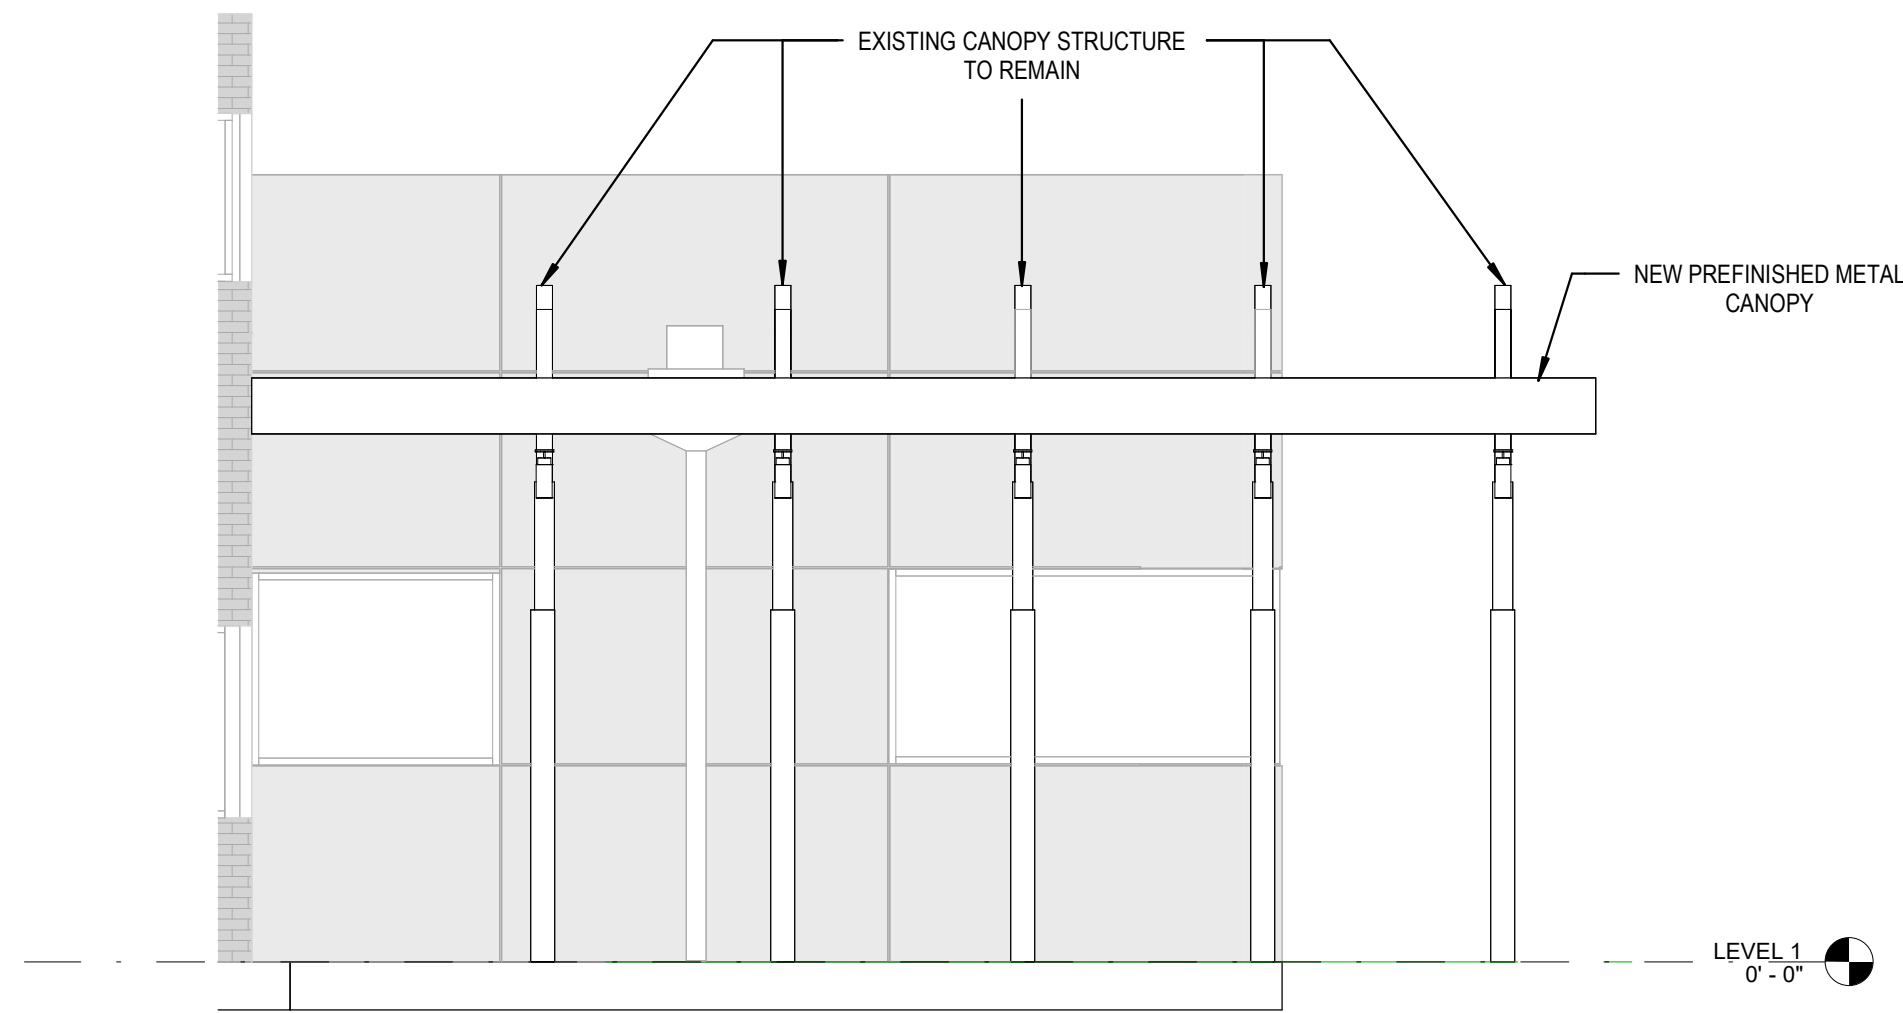 EXISTING CANOPY STRUCTURE
TO REMAIN
NEW PREFINISHED METAL
CANOPY
LEVEL 1
0' - 0"